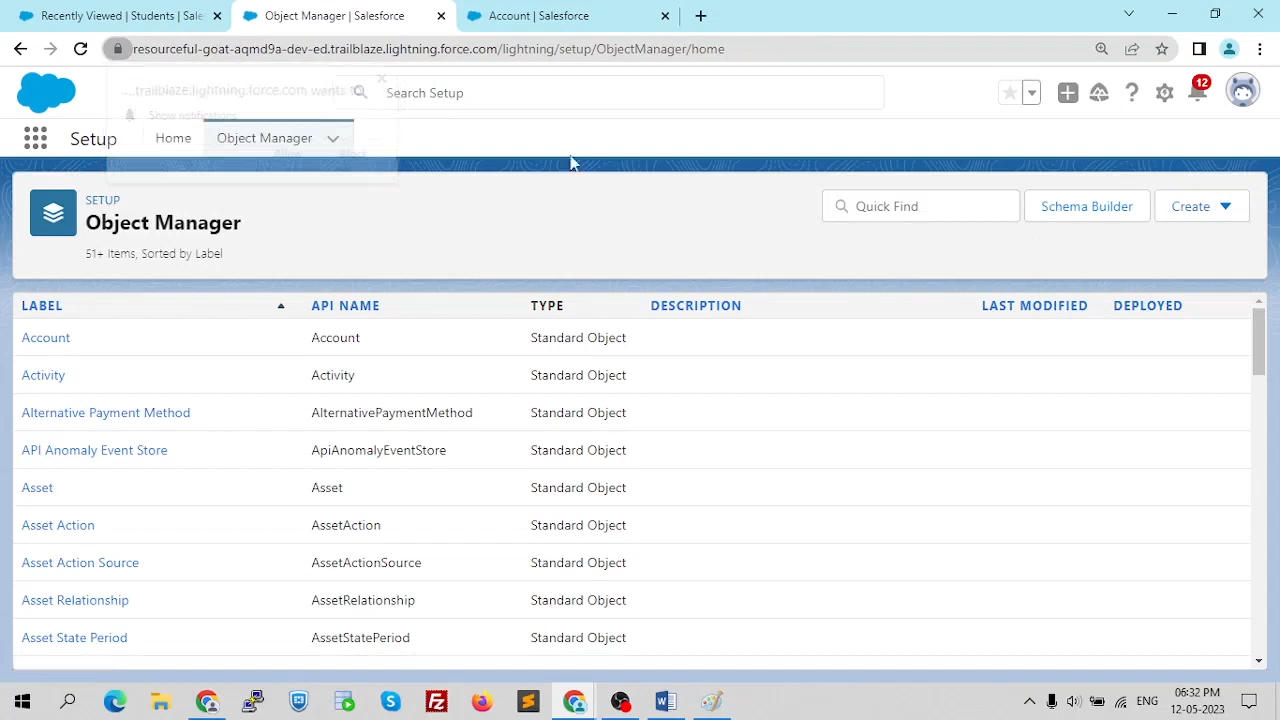 Recently Viewed | Students | Sale
Object Manager | Salesforce
Account | Salesforce
resourceful-goat-aqmd9a-dev-ed.trailblaze.lightning.force.com/lightning/setup/ObjectManager/home
...trailblaze.lightning.force.com wants to
Show notifications
Allow
Block
Search Setup
12
Setup
Home
Object Manager
SETUP
Object Manager
51+ Items, Sorted by Label
Quick Find
Schema Builder
Create
LABEL API NAME TYPE DESCRIPTION LAST MODIFIED DEPLOYED
Account Account Standard Object
Activity Activity Standard Object
Alternative Payment Method AlternativePaymentMethod Standard Object
API Anomaly Event Store ApiAnomalyEventStore Standard Object
Asset Asset Standard Object
Asset Action AssetAction Standard Object
Asset Action Source AssetActionSource Standard Object
Asset Relationship AssetRelationship Standard Object
Asset State Period AssetStatePeriod Standard Object
ENG
06:32 PM
12-05-2023